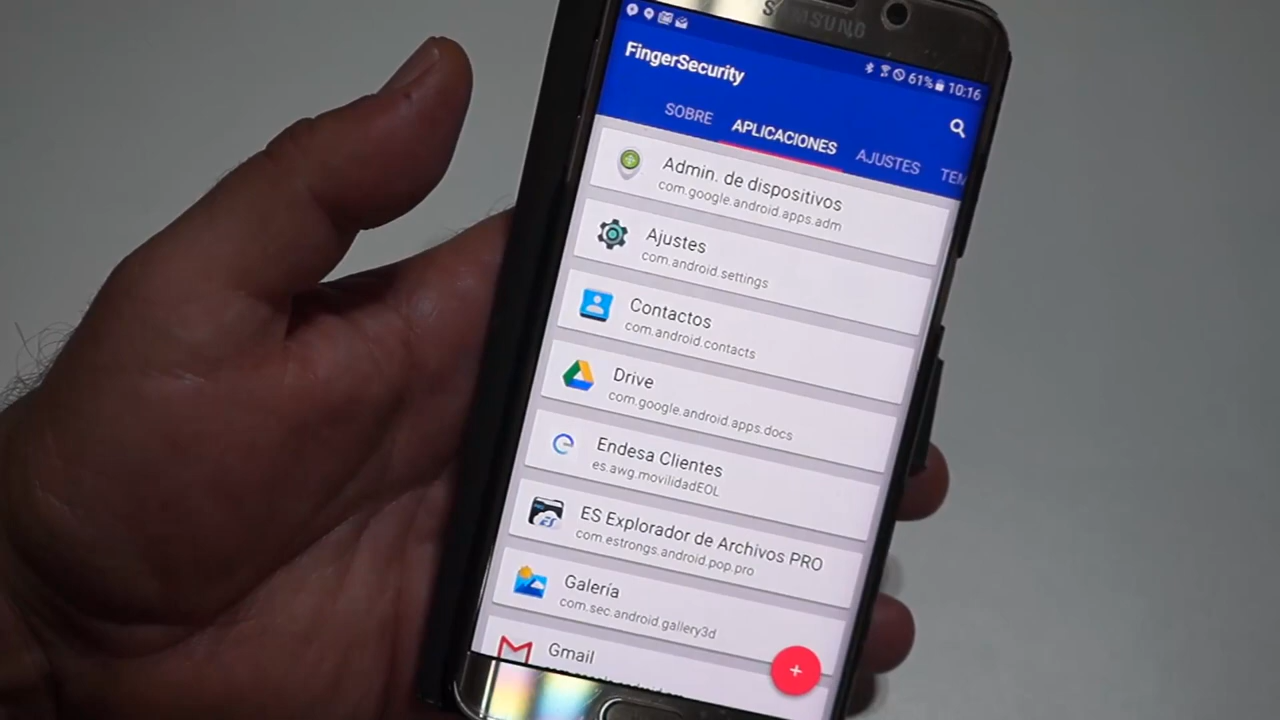 SAMSUNG
61% 10:16
FingerSecurity
SOBRE APLICACIONES AJUSTES TEM
Admin. de dispositivos
com.google.android.apps.adm
Ajustes
com.android.settings
Contactos
com.android.contacts
Drive
com.google.android.apps.docs
Endesa Clientes
es.awg.movilidadEOL
ES Explorador de Archivos PRO
com.estrongs.android.pop.pro
Galería
com.sec.android.gallery3d
Gmail
+